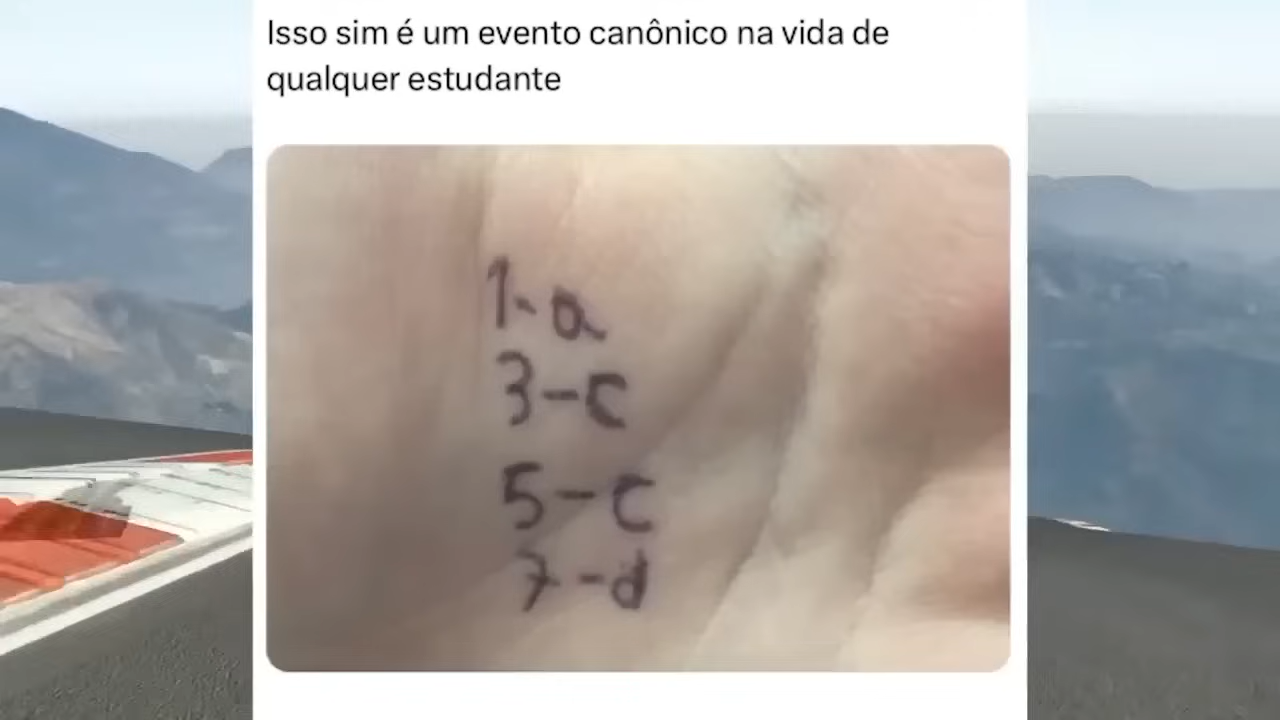 Isso sim é um evento canônico na vida de
qualquer estudante
1-a
3-c
5-c
7-d